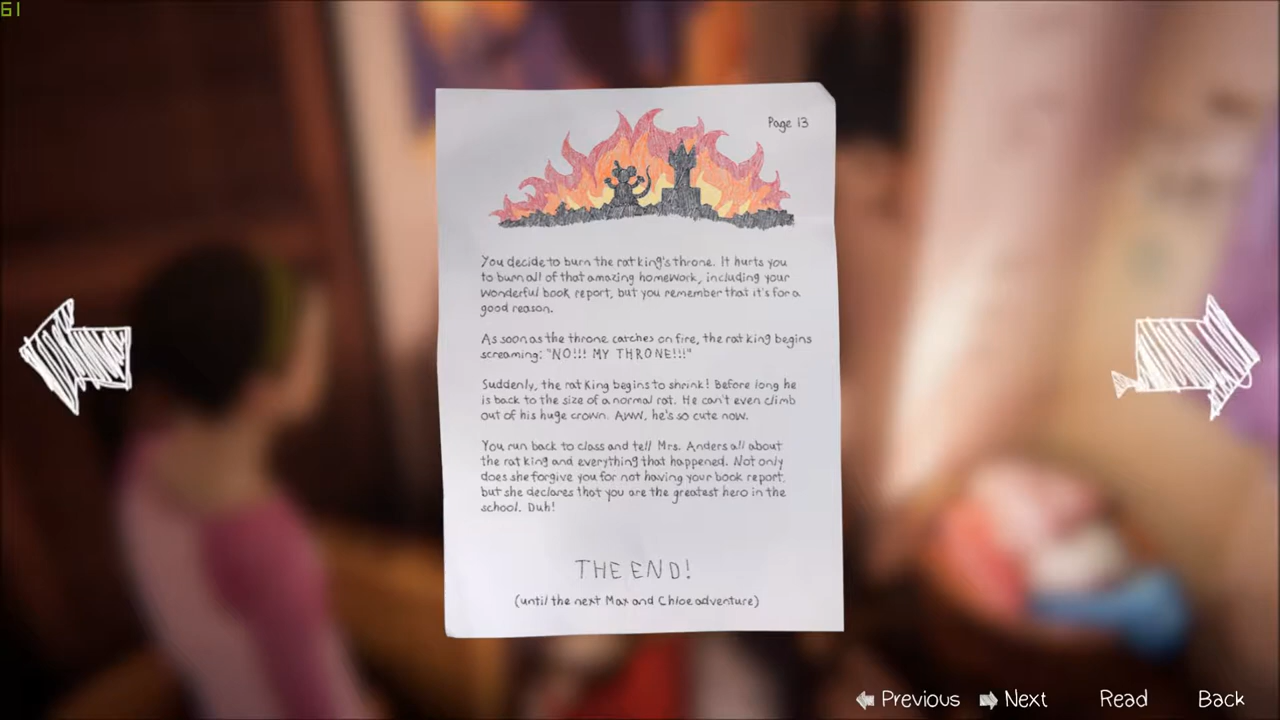 61
Page 13
You decide to burn the rat king's throne. It hurts you
to burn all of that amazing homework, including your
wonderful book report, but you remember that it's for a
good reason.
As soon as the throne catches on fire, the rat king begins
screaming: "NO!!! MY THRONE!!!"
Suddenly, the rat king begins to shrink! Before long he
is back to the size of a normal rat. He can't even climb
out of his huge crown. AWW, he's so cute now.
You run back to class and tell Mrs. Anders all about
the rat king and everything that happened. Not only
does she forgive you for not having your book report,
but she declares that you are the greatest hero in the
school. Duh!
THE END!
(until the next Max and Chloe adventure)
Previous Next Read Back